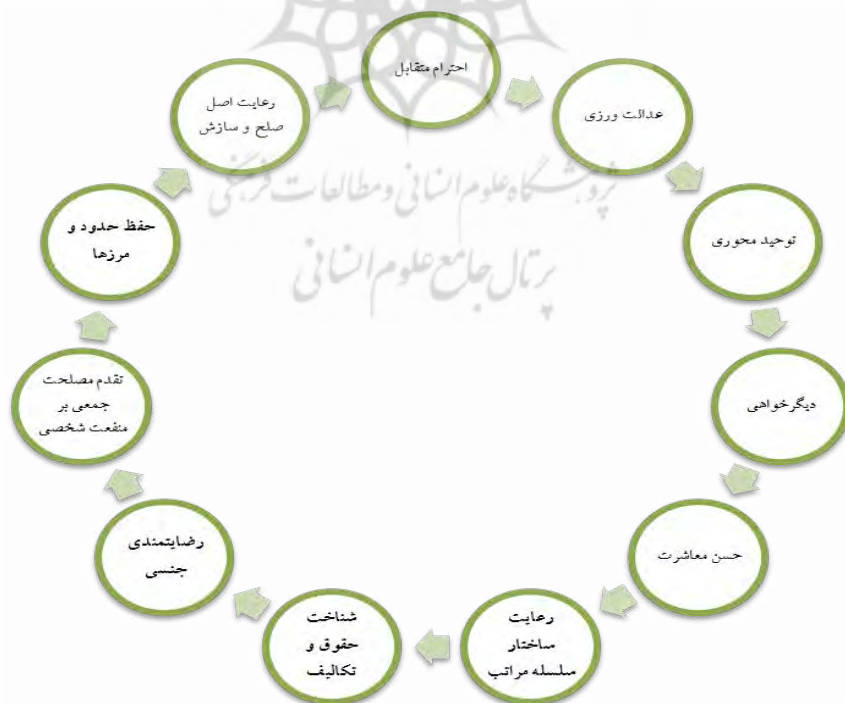 احترام متقابل
عدالت ورزی
توحید محوری
دیگرخواهی
حسن معاشرت
رعایت
ساختار
سلسله مراتب
شناخت
حقوق و
تکالیف
رضایتمندی
جنسی
تقدم مصلحت
جمعی بر
منفعت شخصی
حفظ حدود و
مرزها
رعایت اصل
صلح و سازش
پژوهشگاه علوم انسانی و مطالعات فرهنگی
پرتال جامع علوم انسانی